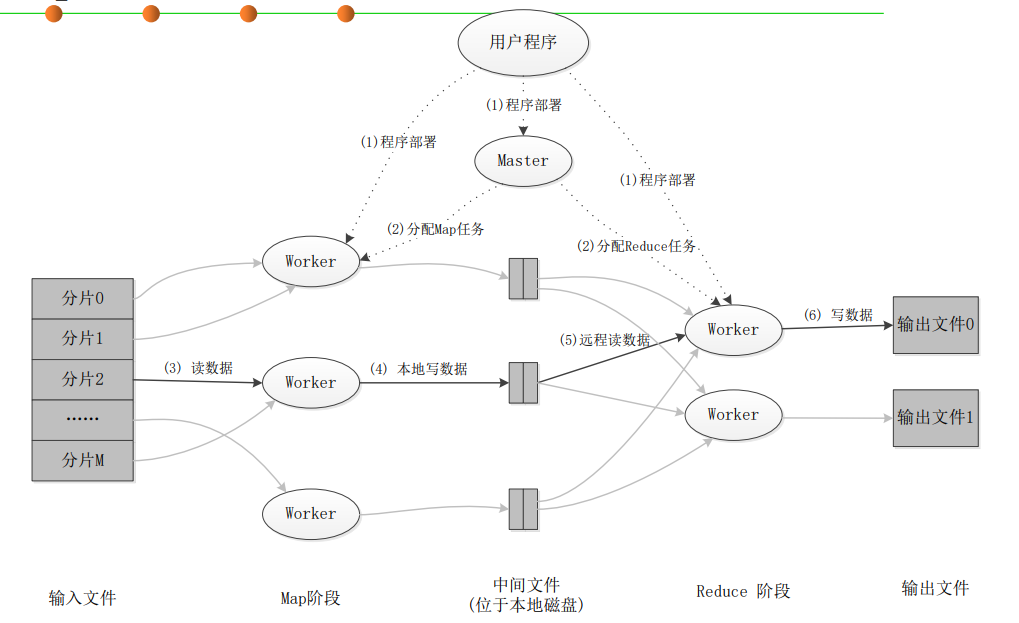 用户程序
(1)程序部署
(1)程序部署
Master
(1)程序部署
(2)分配Map任务
(2)分配Reduce任务
Worker
分片0
分片1
分片2
……
分片M
(3) 读数据
Worker
(4) 本地写数据
(5)远程读数据
Worker
(6) 写数据
输出文件0
Worker
输出文件1
Worker
输入文件
Map阶段
中间文件
(位于本地磁盘)
Reduce 阶段
输出文件